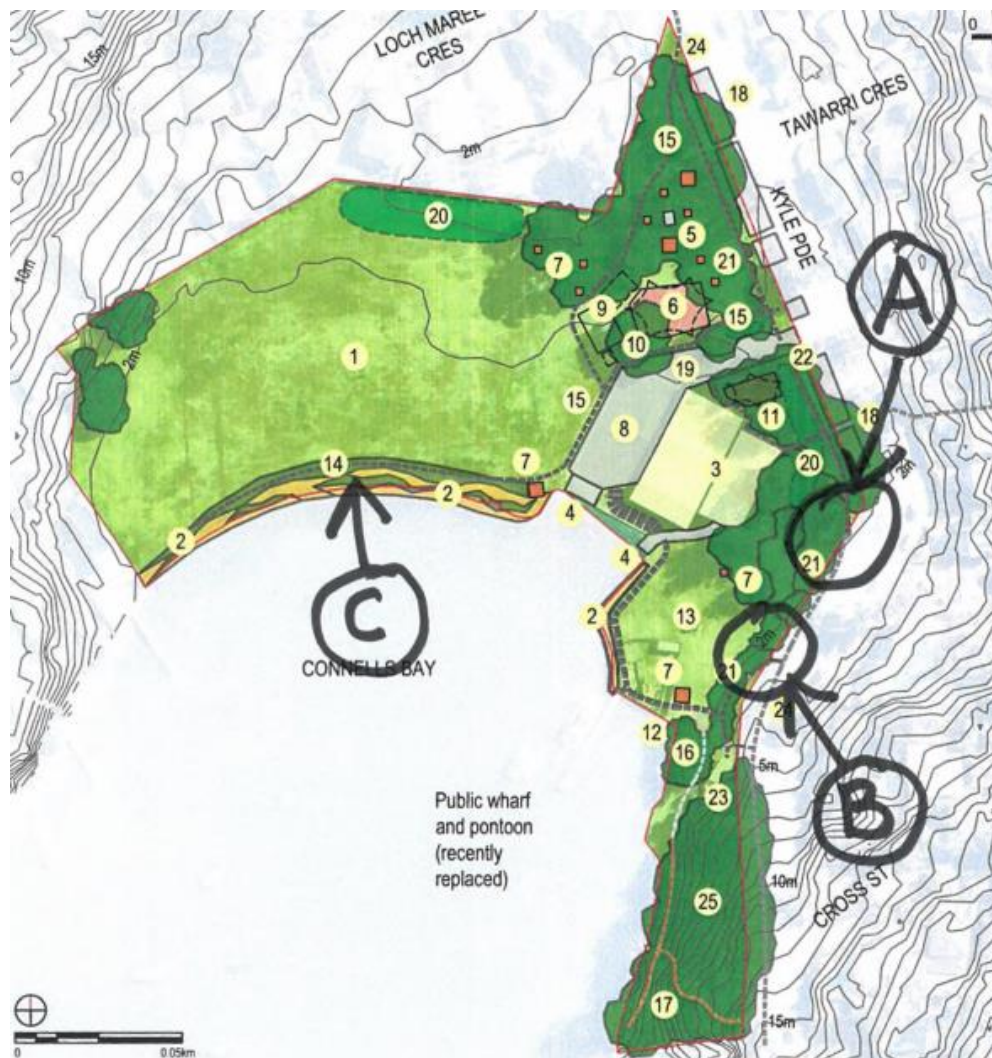 LOCH MAREE
CRES
0
24
18
15m
TAWARRI CRES
15
2m
20
5
KYLE PDE
A
7
21
10m
9
6
15
10
22
2m
1
19
15
11
18
8
14
7
3
20
2m
2
2
4
21
4
7
C
2
13
2m
CONNELLS BAY
7
21
24
12
16
5m
B
23
Public wharf
and pontoon
(recently
replaced)
10m
25
CROSS ST
17
15m
0
0.05km